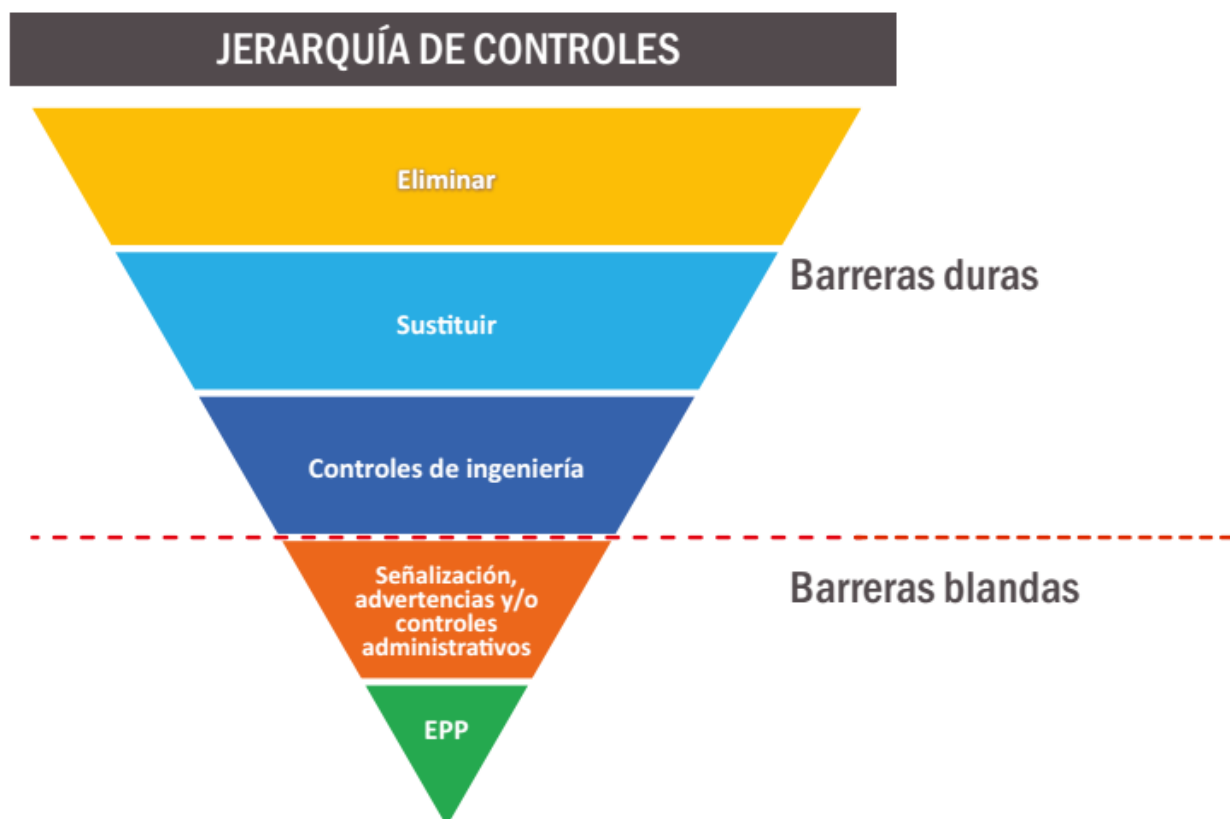 JERARQUÍA DE CONTROLES
Eliminar
Barreras duras
Sustituir
Controles de ingeniería
Señalización,
advertencias y/o
controles
administrativos
Barreras blandas
EPP